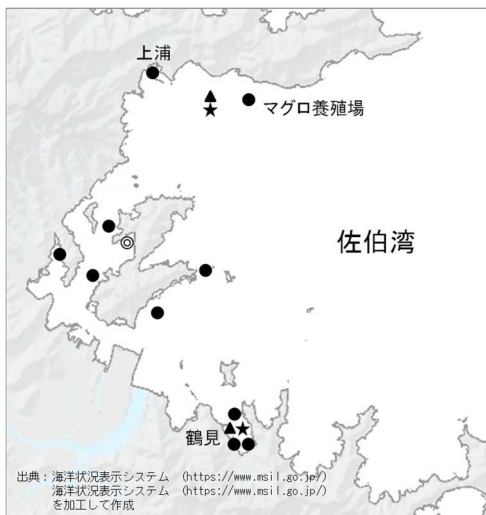 上浦
マグロ養殖場
佐伯湾
鶴見
出典：海洋状況表示システム （https://www.msil.go.jp/）
海洋状況表示システム （https://www.msil.go.jp/）
を加工して作成